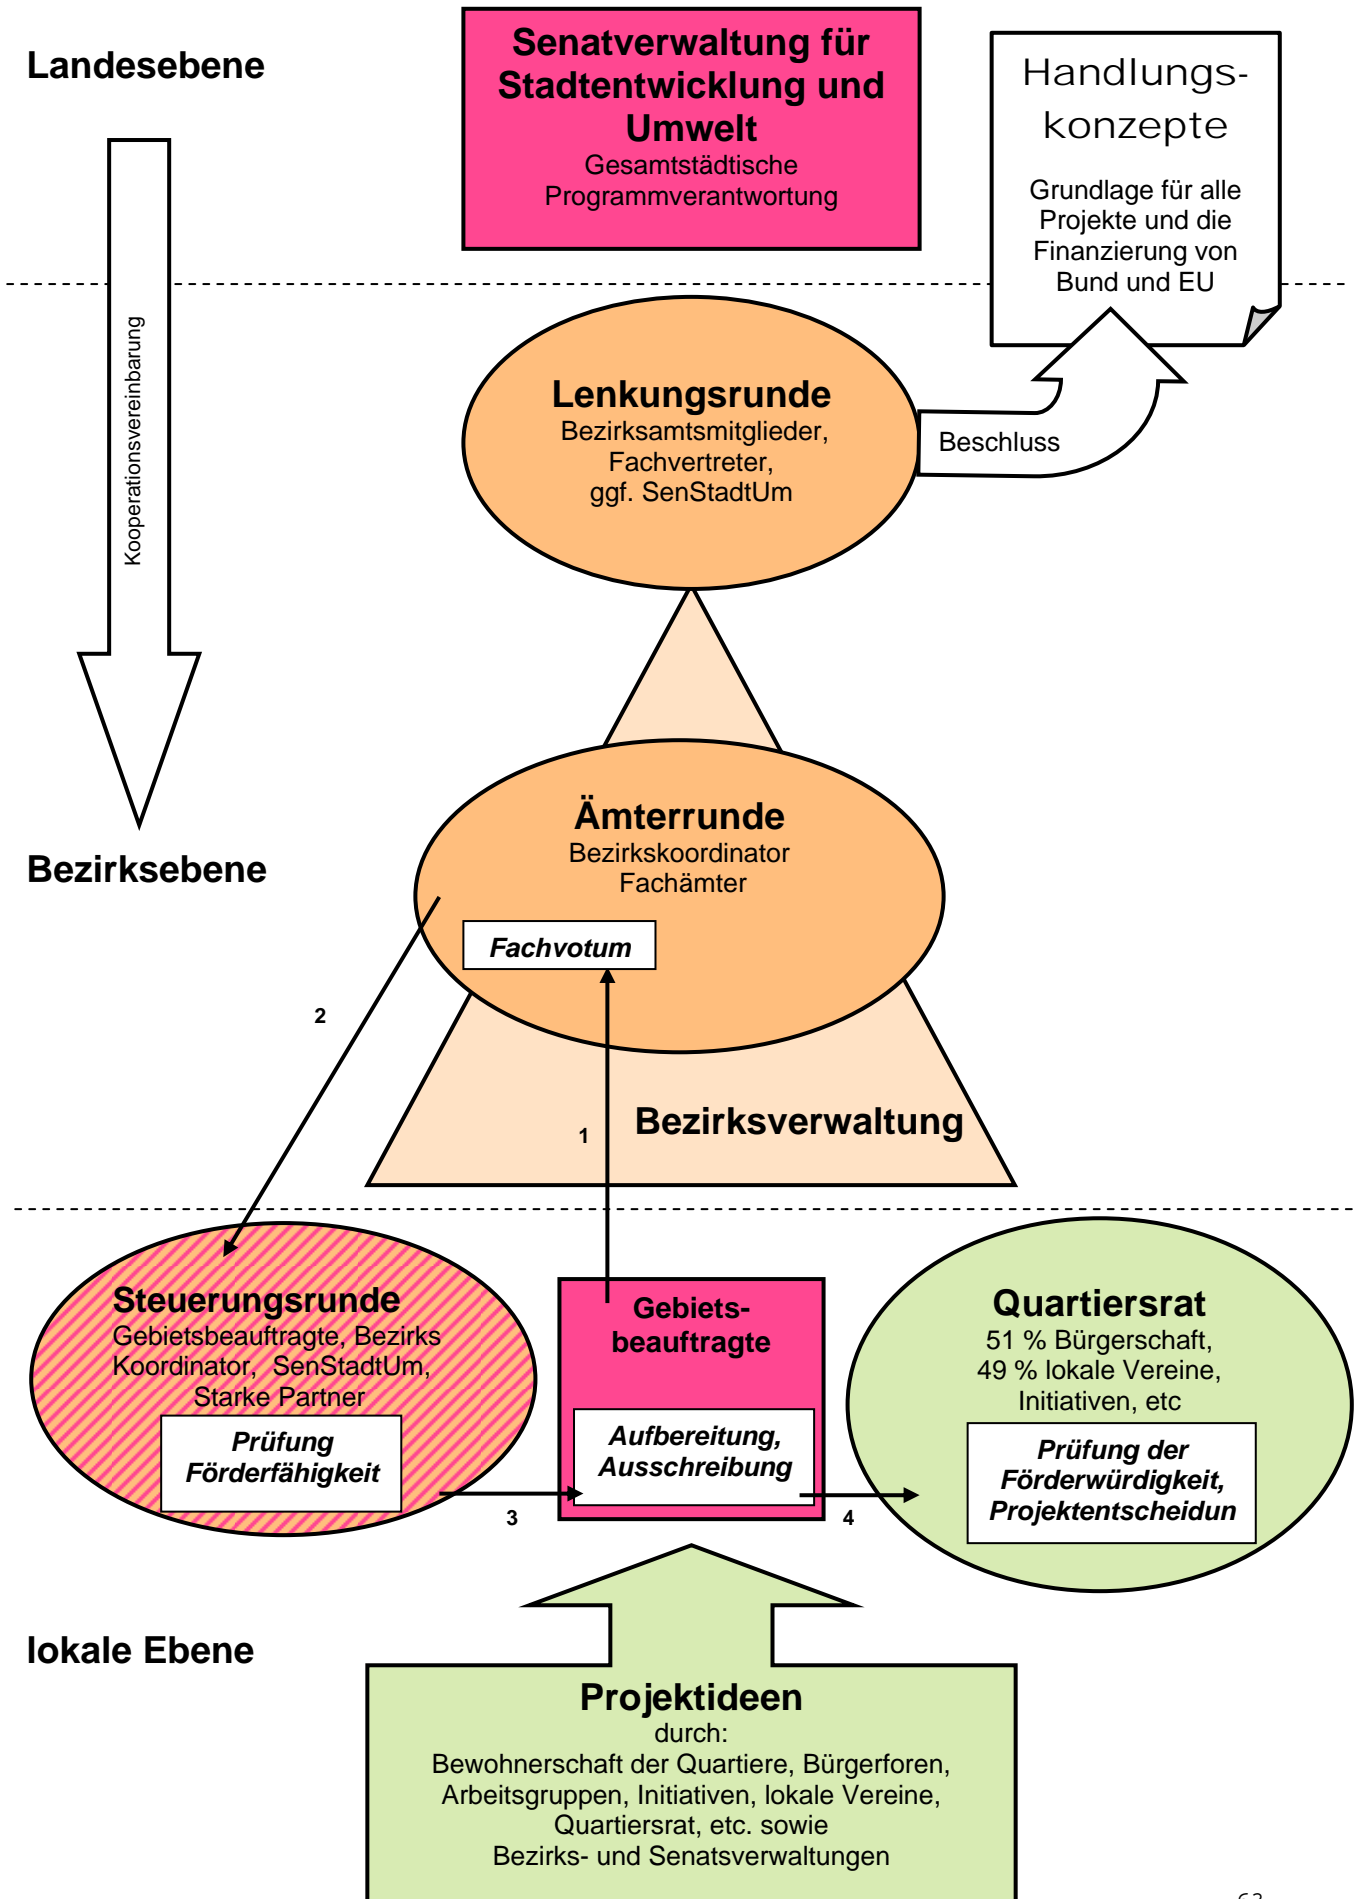 Landesebene
Senatverwaltung für
Stadtentwicklung und
Umwelt
Gesamtstädtische
Programmverantwortung
Handlungs-
konzepte
Grundlage für alle
Projekte und die
Finanzierung von
Bund und EU
Kooperationsvereinbarung
Lenkungsrunde
Bezirksamtsmitglieder,
Fachvertreter,
ggf. SenStadtUm
Beschluss
Ämterrunde
Bezirkskoordinator
Fachämter
Bezirksebene
Fachvotum
2
1
Bezirksverwaltung
Steuerungsrunde
Gebietsbeauftragte, Bezirks
Koordinator, SenStadtUm,
Starke Partner
Prüfung
Förderfähigkeit
3
Gebiets-
beauftragte
Aufbereitung,
Ausschreibung
4
Quartiersrat
51 % Bürgerschaft,
49 % lokale Vereine,
Initiativen, etc
Prüfung der
Förderwürdigkeit,
Projektentscheidun
lokale Ebene
Projektideen
durch:
Bewohnerschaft der Quartiere, Bürgerforen,
Arbeitsgruppen, Initiativen, lokale Vereine,
Quartiersrat, etc. sowie
Bezirks- und Senatsverwaltungen